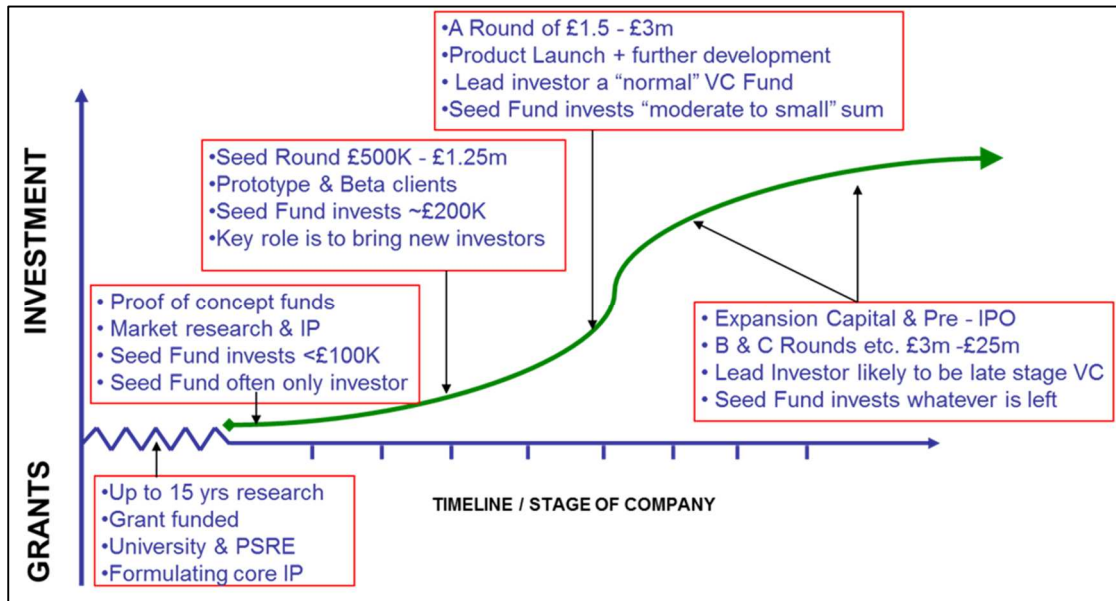 •A Round of £1.5 - £3m
•Product Launch + further development
• Lead investor a “normal” VC Fund
•Seed Fund invests “moderate to small” sum
•Seed Round £500K - £1.25m
•Prototype & Beta clients
•Seed Fund invests ~£200K
•Key role is to bring new investors
INVESTMENT
• Proof of concept funds
• Market research & IP
• Seed Fund invests <£100K
• Seed Fund often only investor
• Expansion Capital & Pre - IPO
• B & C Rounds etc. £3m -£25m
• Lead Investor likely to be late stage VC
• Seed Fund invests whatever is left
GRANTS
•Up to 15 yrs research
•Grant funded
•University & PSRE
•Formulating core IP
TIMELINE / STAGE OF COMPANY